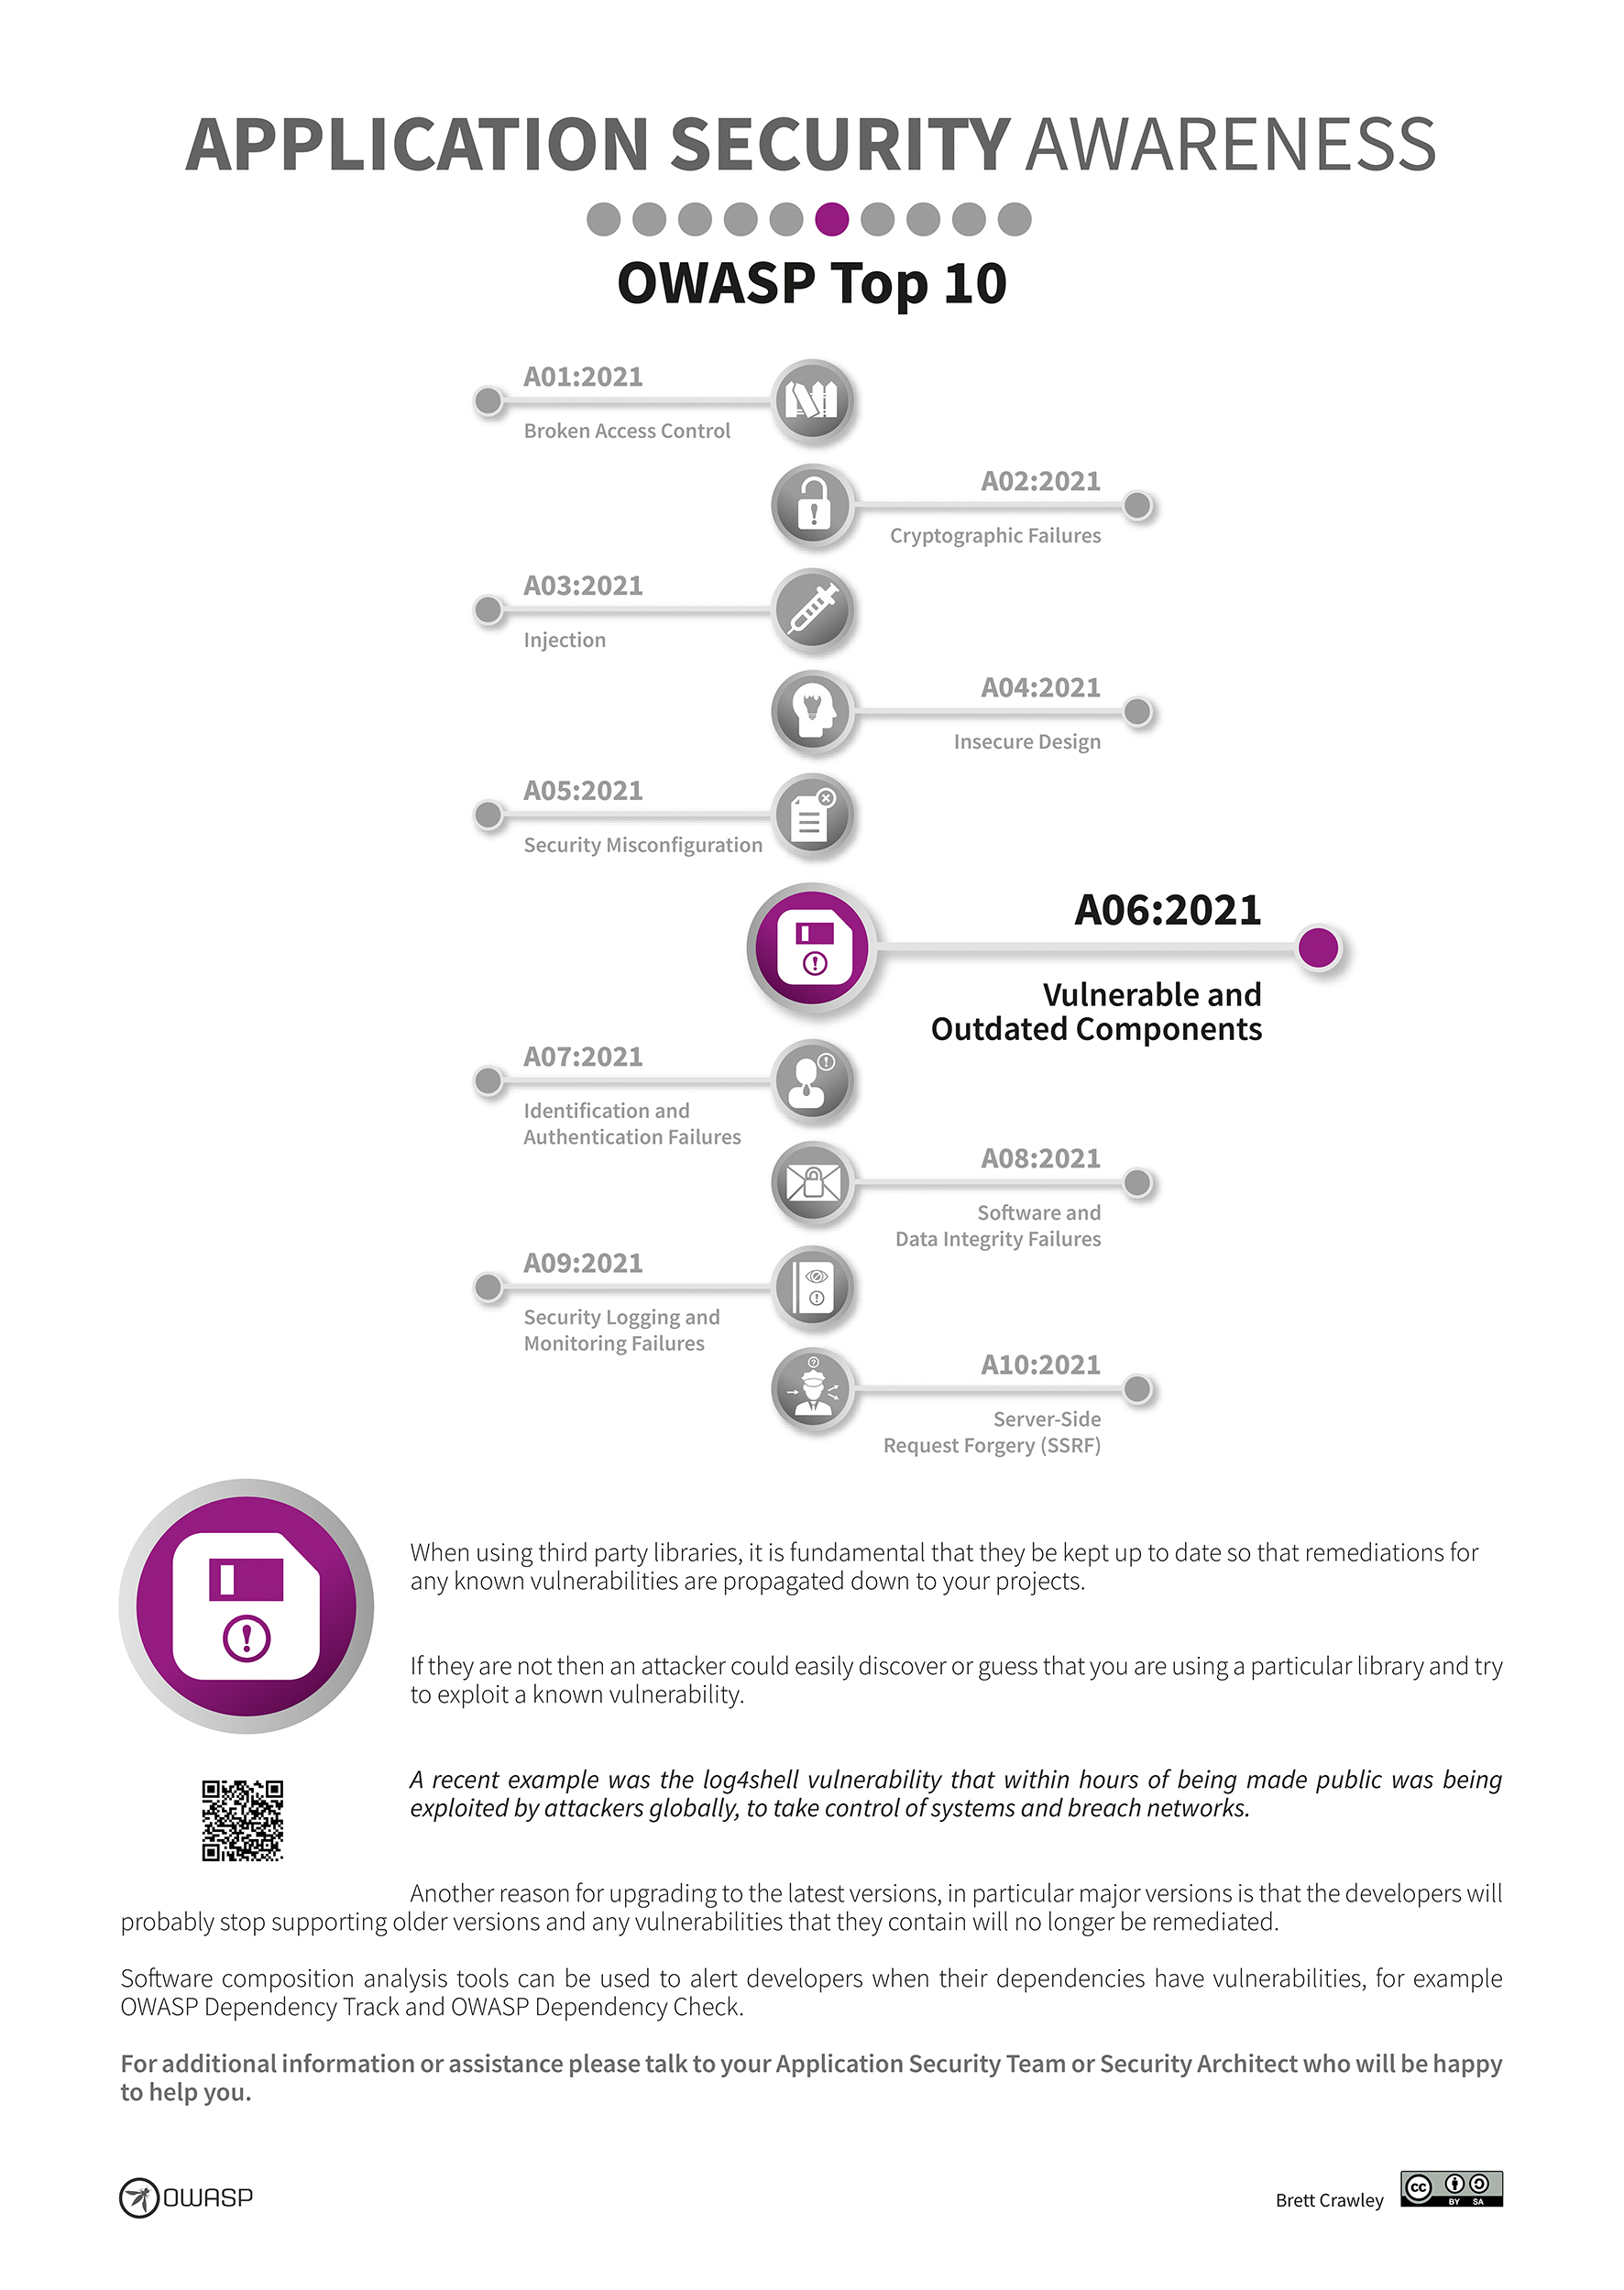 APPLICATION SECURITY AWARENESS
OWASP Top 10
A01:2021
Broken Access Control
A02:2021
Cryptographic Failures
A03:2021
Injection
A04:2021
Insecure Design
A05:2021
Security Misconfiguration
A06:2021
Vulnerable and
Outdated Components
A07:2021
Identification and
Authentication Failures
A08:2021
Software and
Data Integrity Failures
A09:2021
Security Logging and
Monitoring Failures
A10:2021
Server-Side
Request Forgery (SSRF)
When using third party libraries, it is fundamental that they be kept up to date so that remediations for
any known vulnerabilities are propagated down to your projects.
If they are not then an attacker could easily discover or guess that you are using a particular library and try
to exploit a known vulnerability.
A recent example was the log4shell vulnerability that within hours of being made public was being
exploited by attackers globally, to take control of systems and breach networks.
Another reason for upgrading to the latest versions, in particular major versions is that the developers will
probably stop supporting older versions and any vulnerabilities that they contain will no longer be remediated.
Software composition analysis tools can be used to alert developers when their dependencies have vulnerabilities, for example
OWASP Dependency Track and OWASP Dependency Check.
For additional information or assistance please talk to your Application Security Team or Security Architect who will be happy
to help you.
OWASP
Brett Crawley
cc
BY SA